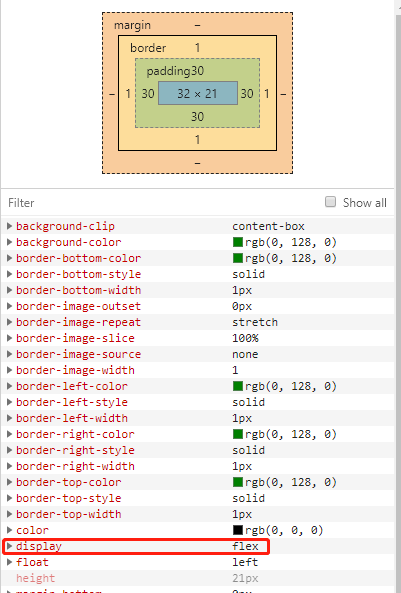 margin –
border 1
padding30
– 1 30 32 × 21 30 1 –
30
1
–
Filter Show all
background-clip content-box
background-color rgb(0, 128, 0)
border-bottom-color rgb(0, 128, 0)
border-bottom-style solid
border-bottom-width 1px
border-image-outset 0px
border-image-repeat stretch
border-image-slice 100%
border-image-source none
border-image-width 1
border-left-color rgb(0, 128, 0)
border-left-style solid
border-left-width 1px
border-right-color rgb(0, 128, 0)
border-right-style solid
border-right-width 1px
border-top-color rgb(0, 128, 0)
border-top-style solid
border-top-width 1px
color rgb(0, 0, 0)
display flex
float left
height 21px